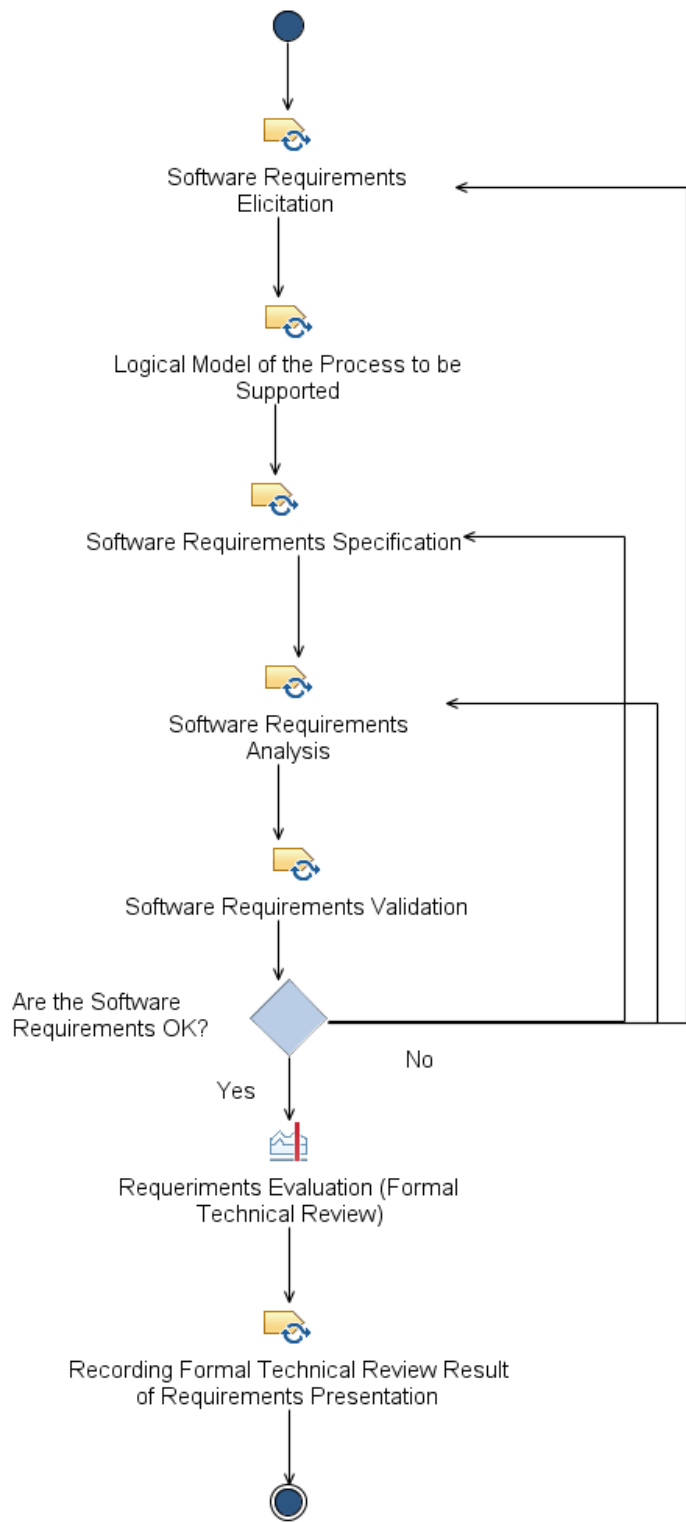 Software Requirements
Elicitation
Logical Model of the Process to be
Supported
Software Requirements Specification
Software Requirements
Analysis
Software Requirements Validation
Are the Software
Requirements OK?
No
Yes
Requeriments Evaluation (Formal
Technical Review)
Recording Formal Technical Review Result
of Requirements Presentation